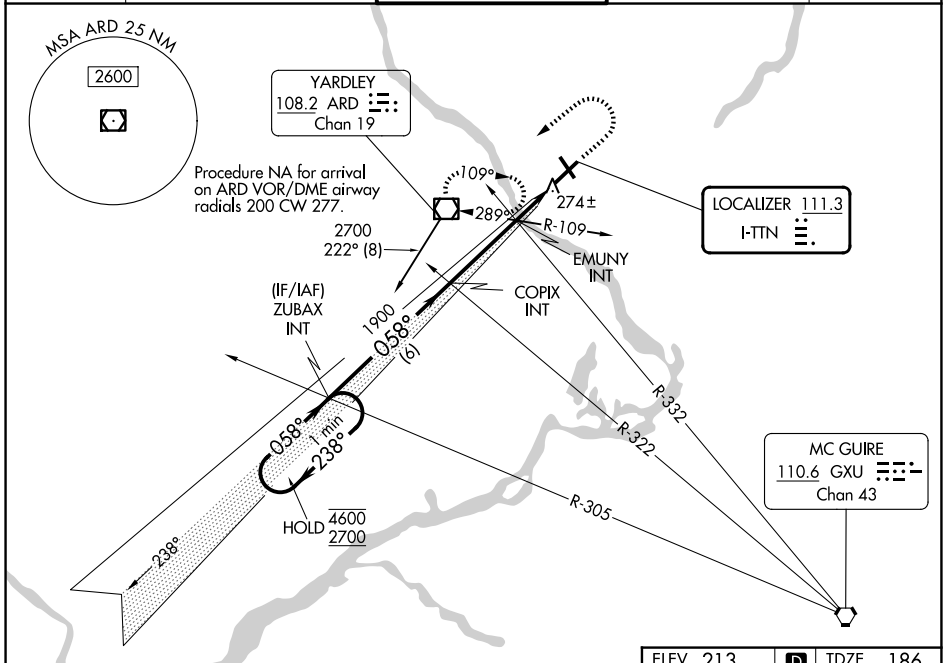 MSA ARD 25 NM
2600
YARDLEY
108.2 ARD
Chan 19
Procedure NA for arrival
on ARD VOR/DME airway
radials 200 CW 277.
2700
222° (8)
109°
289°
R-109
274±
LOCALIZER 111.3
I-TTN
EMUNY
INT
COPIX
INT
(IF/IAF)
ZUBAX
INT
1900
058°
(6)
058°
1 min
238°
HOLD 4600
2700
238°
R-332
R-322
R-305
MC GUIRE
110.6 GXU
Chan 43
ELEV 213 D TDZE 186